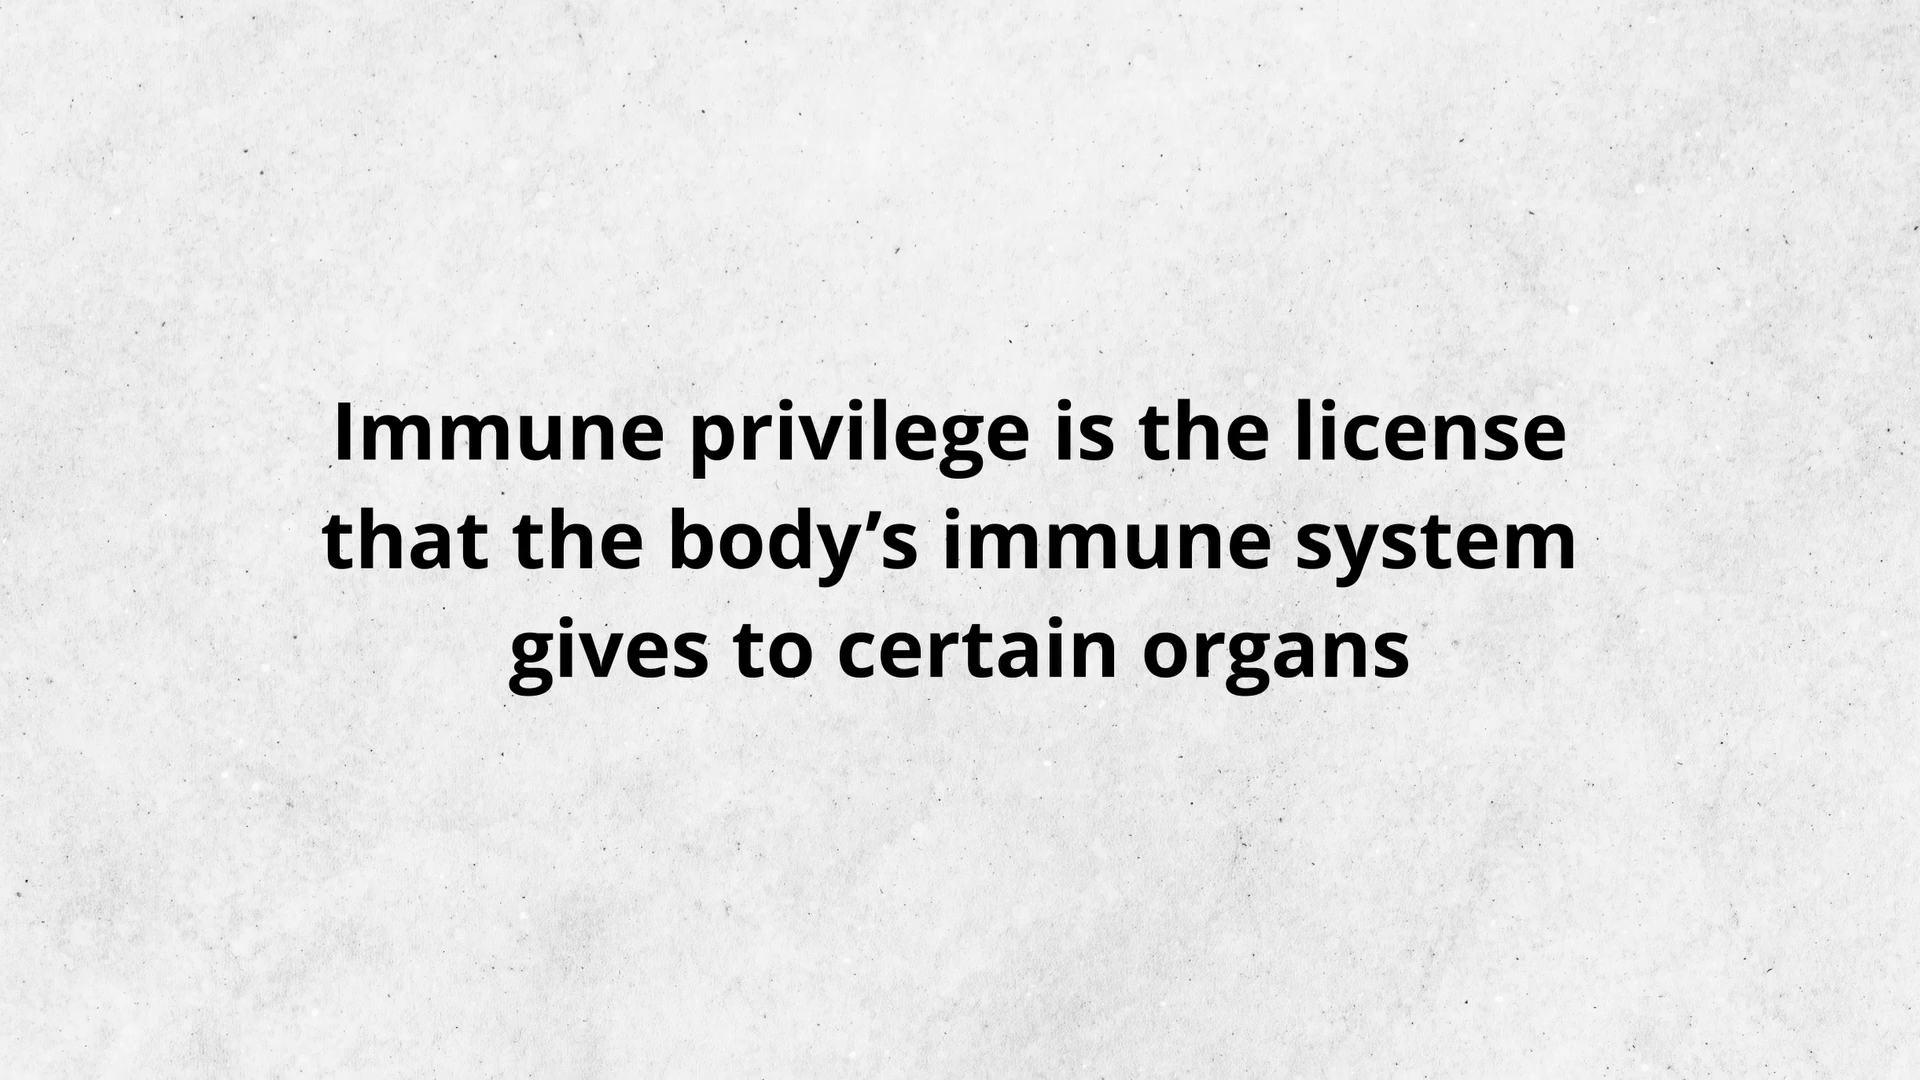 Immune privilege is the license
that the body’s immune system
gives to certain organs